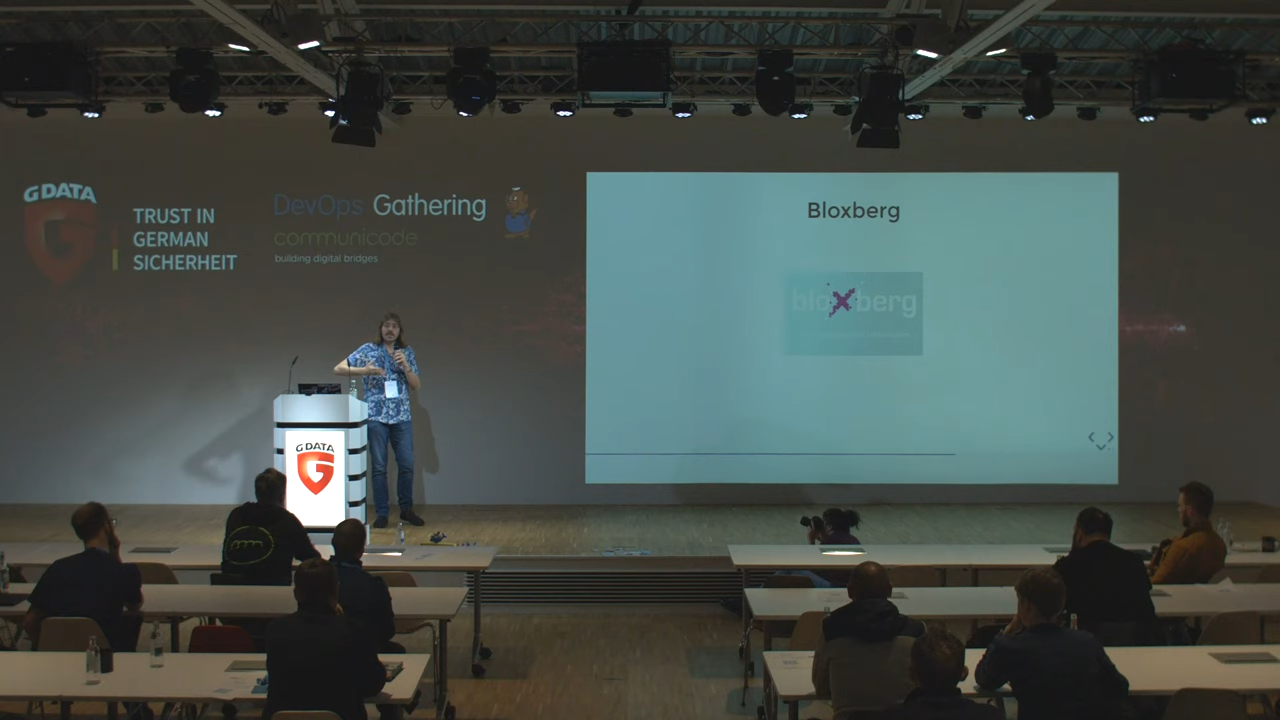 G DATA
TRUST IN
GERMAN
SICHERHEIT
DevOps Gathering
communicode
building digital bridges
Bloxberg
bloxberg
G DATA